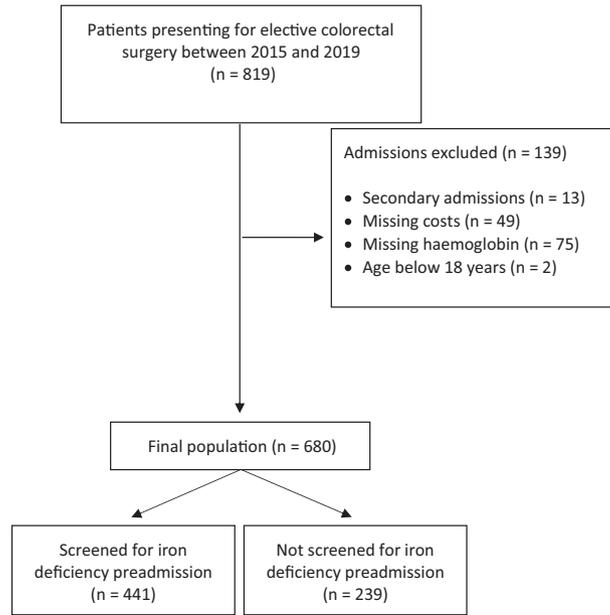 Patients presenting for elective colorectal
surgery between 2015 and 2019
(n = 819)
Admissions excluded (n = 139)
• Secondary admissions (n = 13)
• Missing costs (n = 49)
• Missing haemoglobin (n = 75)
• Age below 18 years (n = 2)
Final population (n = 680)
Screened for iron
deficiency preadmission
(n = 441)
Not screened for iron
deficiency preadmission
(n = 239)